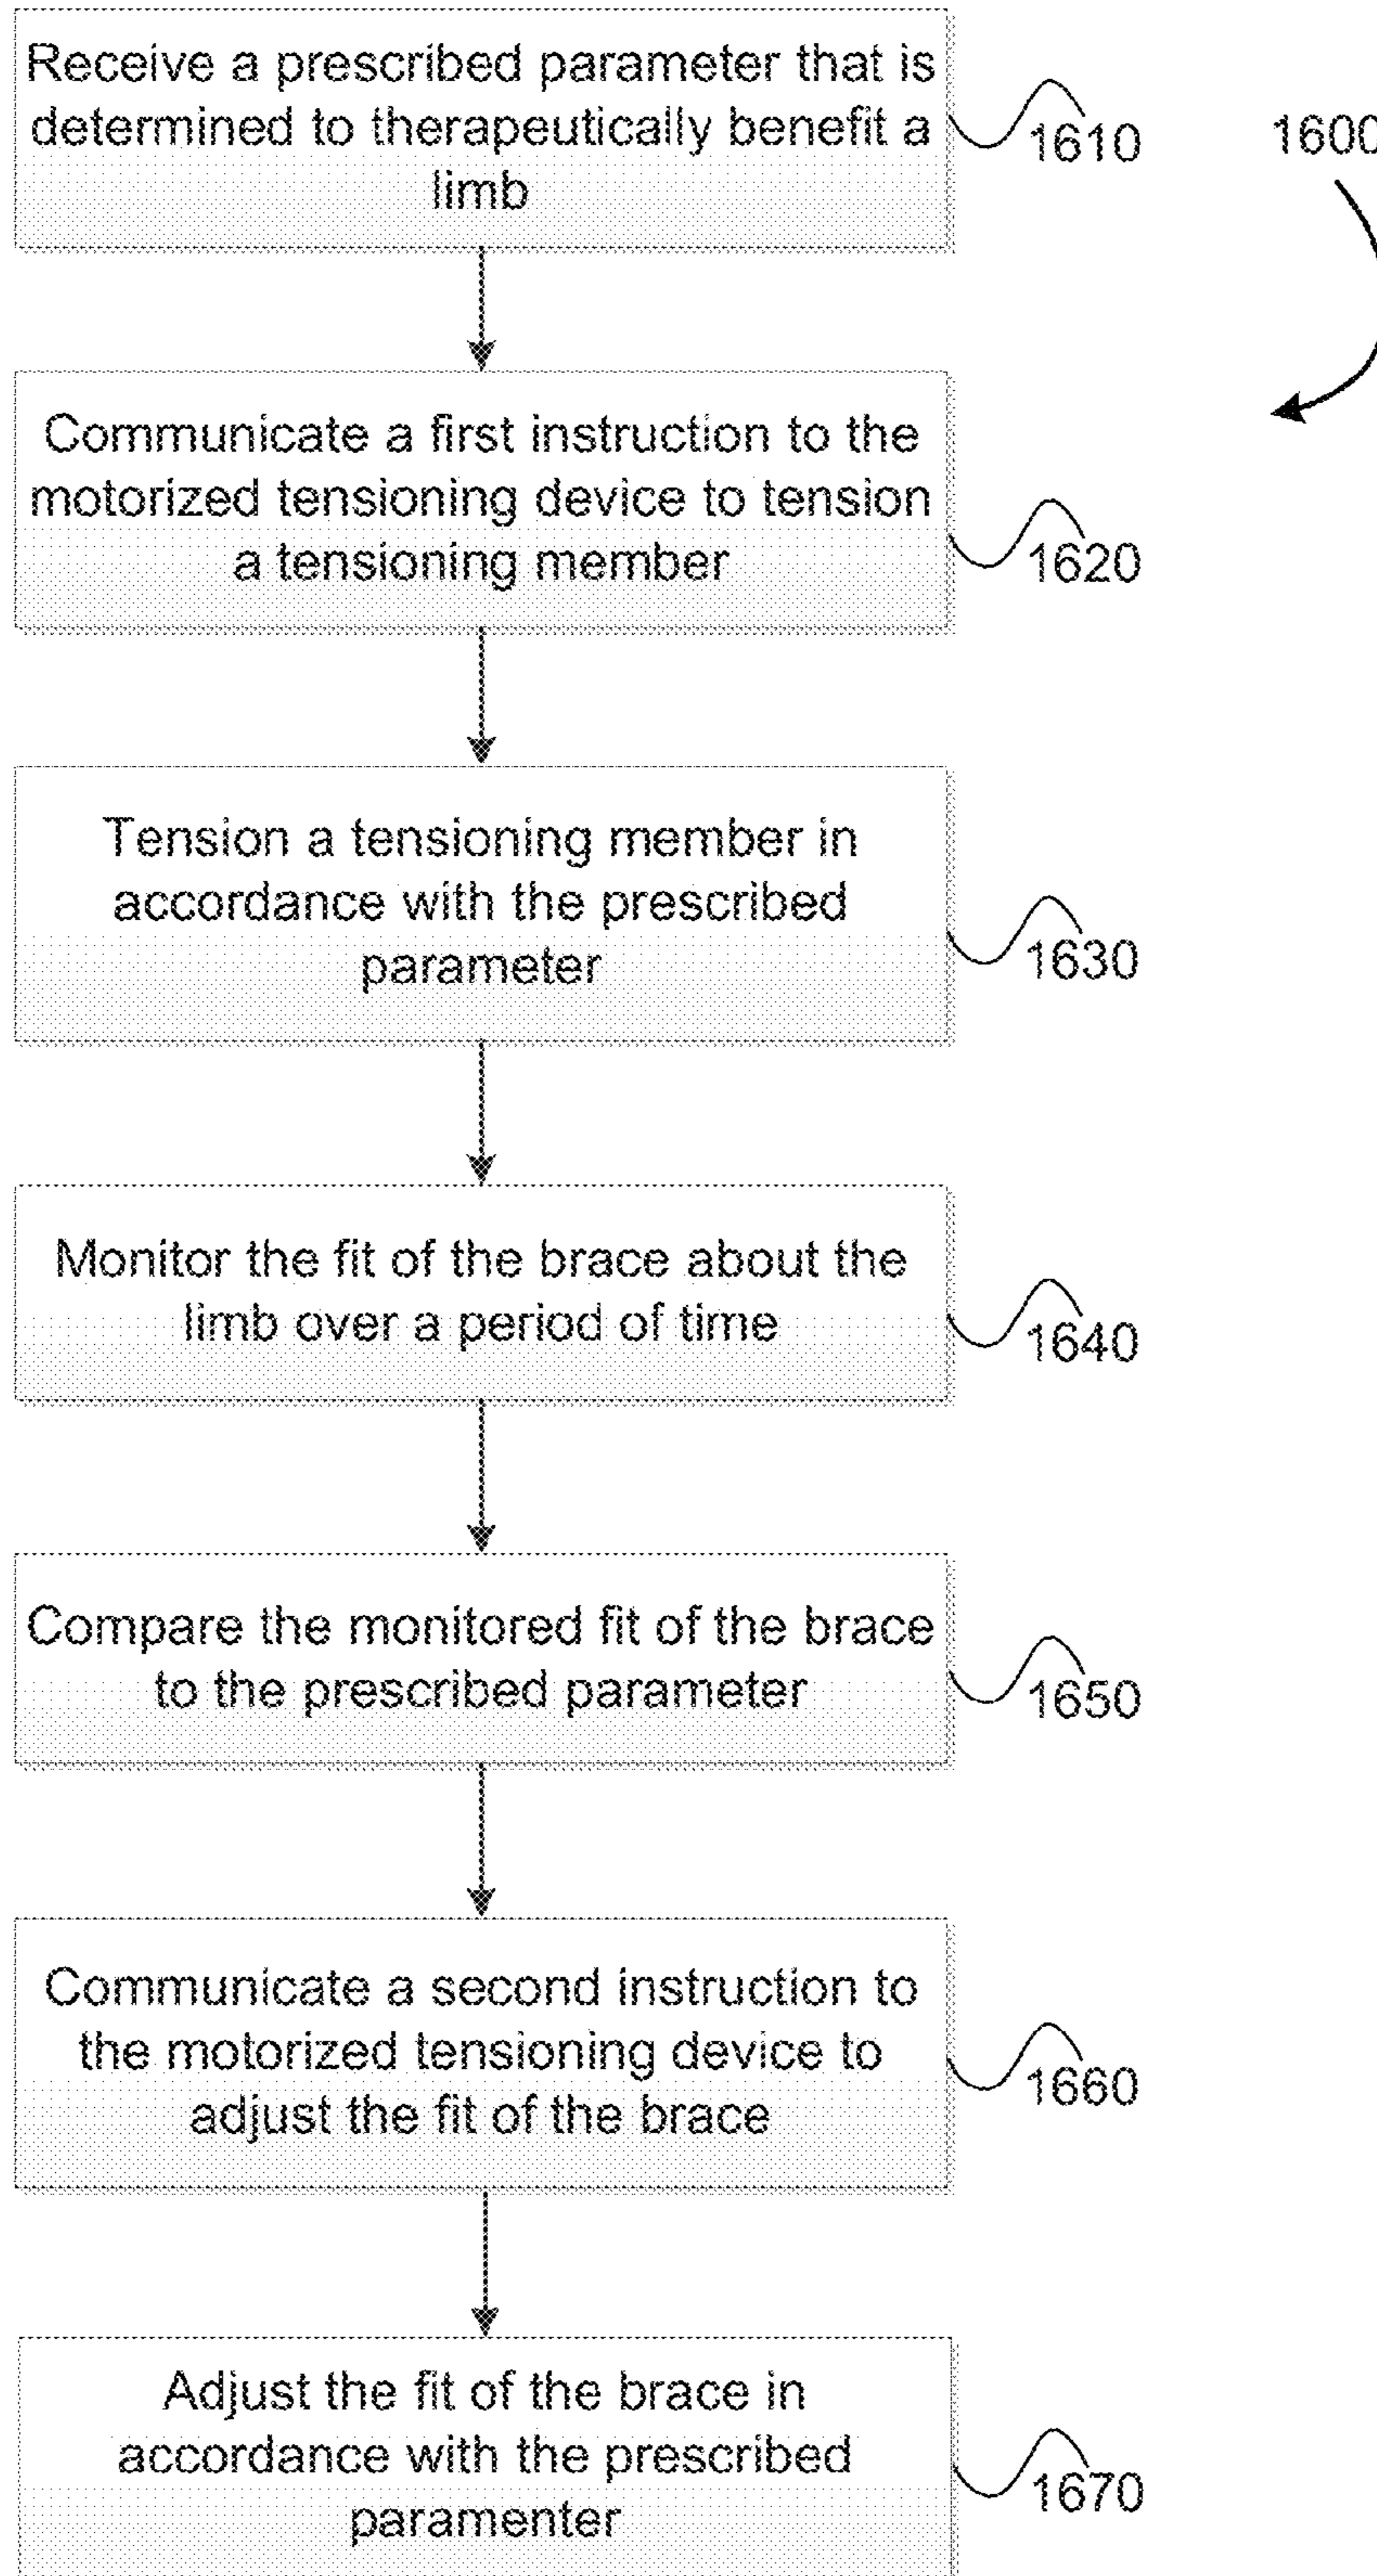 Receive a prescribed parameter that is
determined to therapeutically benefit a
limb
1610
1600
Communicate a first instruction to the
motorized tensioning device to tension
a tensioning member
1620
Tension a tensioning member in
accordance with the prescribed
parameter
1630
Monitor the fit of the brace about the
limb over a period of time
1640
Compare the monitored fit of the brace
to the prescribed parameter
1650
Communicate a second instruction to
the motorized tensioning device to
adjust the fit of the brace
1660
Adjust the fit of the brace in
accordance with the prescribed
paramenter
1670